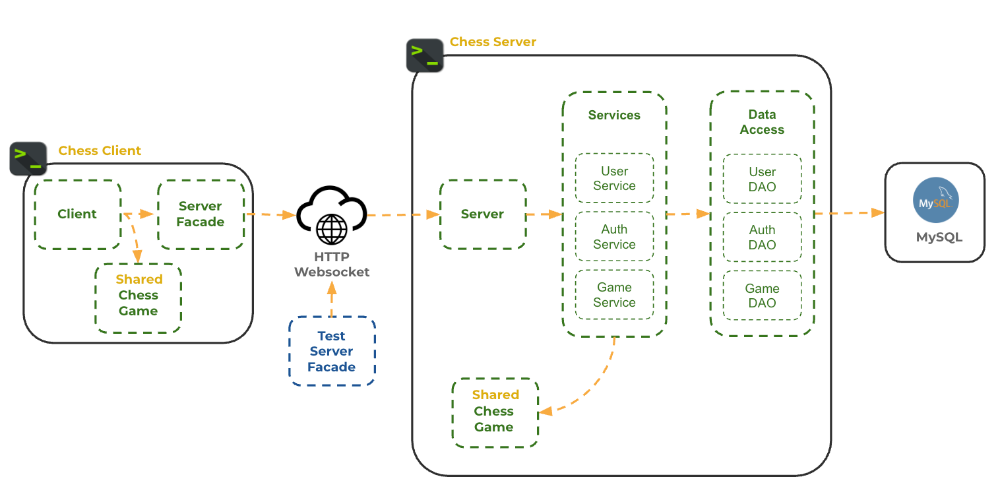 Chess Client
>_
Client
Server
Facade
Shared
Chess
Game
HTTP
Websocket
Test
Server
Facade
Chess Server
>_
Server
Services
User
Service
Auth
Service
Game
Service
Shared
Chess
Game
Data
Access
User
DAO
Auth
DAO
Game
DAO
MySQL
MySQL